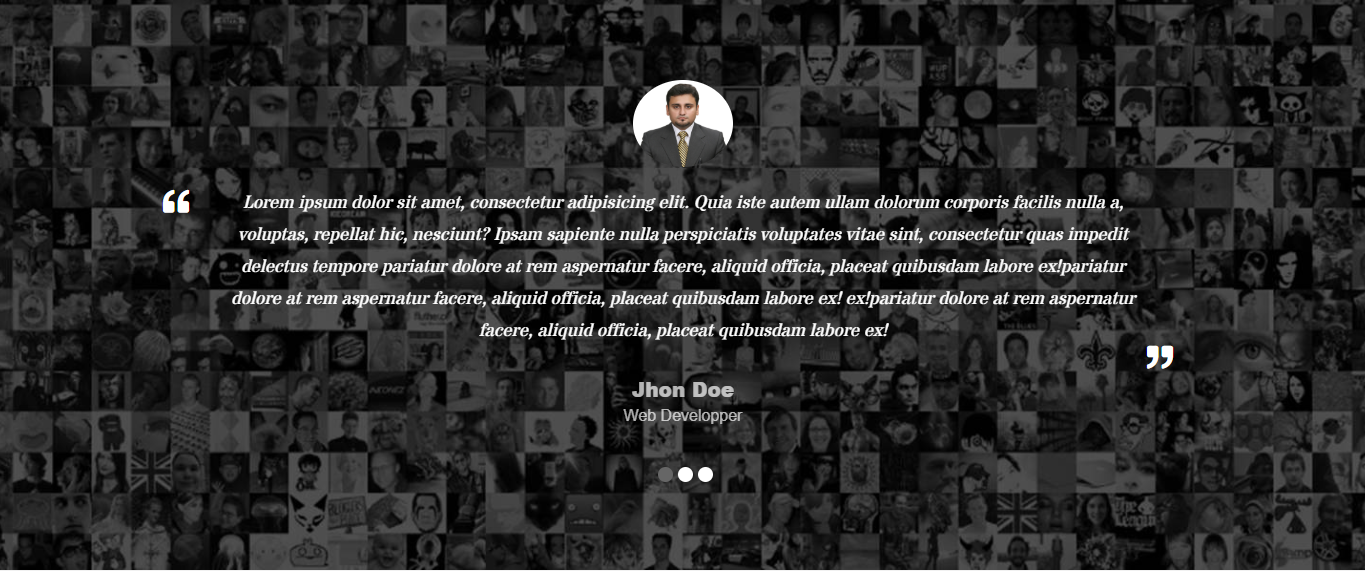 Lorem ipsum dolor sit amet, consectetur adipisicing elit. Quia iste autem ullam dolorum corporis facilis nulla a,
voluptas, repellat hic, nesciunt? Ipsam sapiente nulla perspiciatis voluptates vitae sint, consectetur quas impedit
delectus tempore pariatur dolore at rem aspernatur facere, aliquid officia, placeat quibusdam labore ex!pariatur
dolore at rem aspernatur facere, aliquid officia, placeat quibusdam labore ex! ex!pariatur dolore at rem aspernatur
facere, aliquid officia, placeat quibusdam labore ex!
Jhon Doe
Web Developper